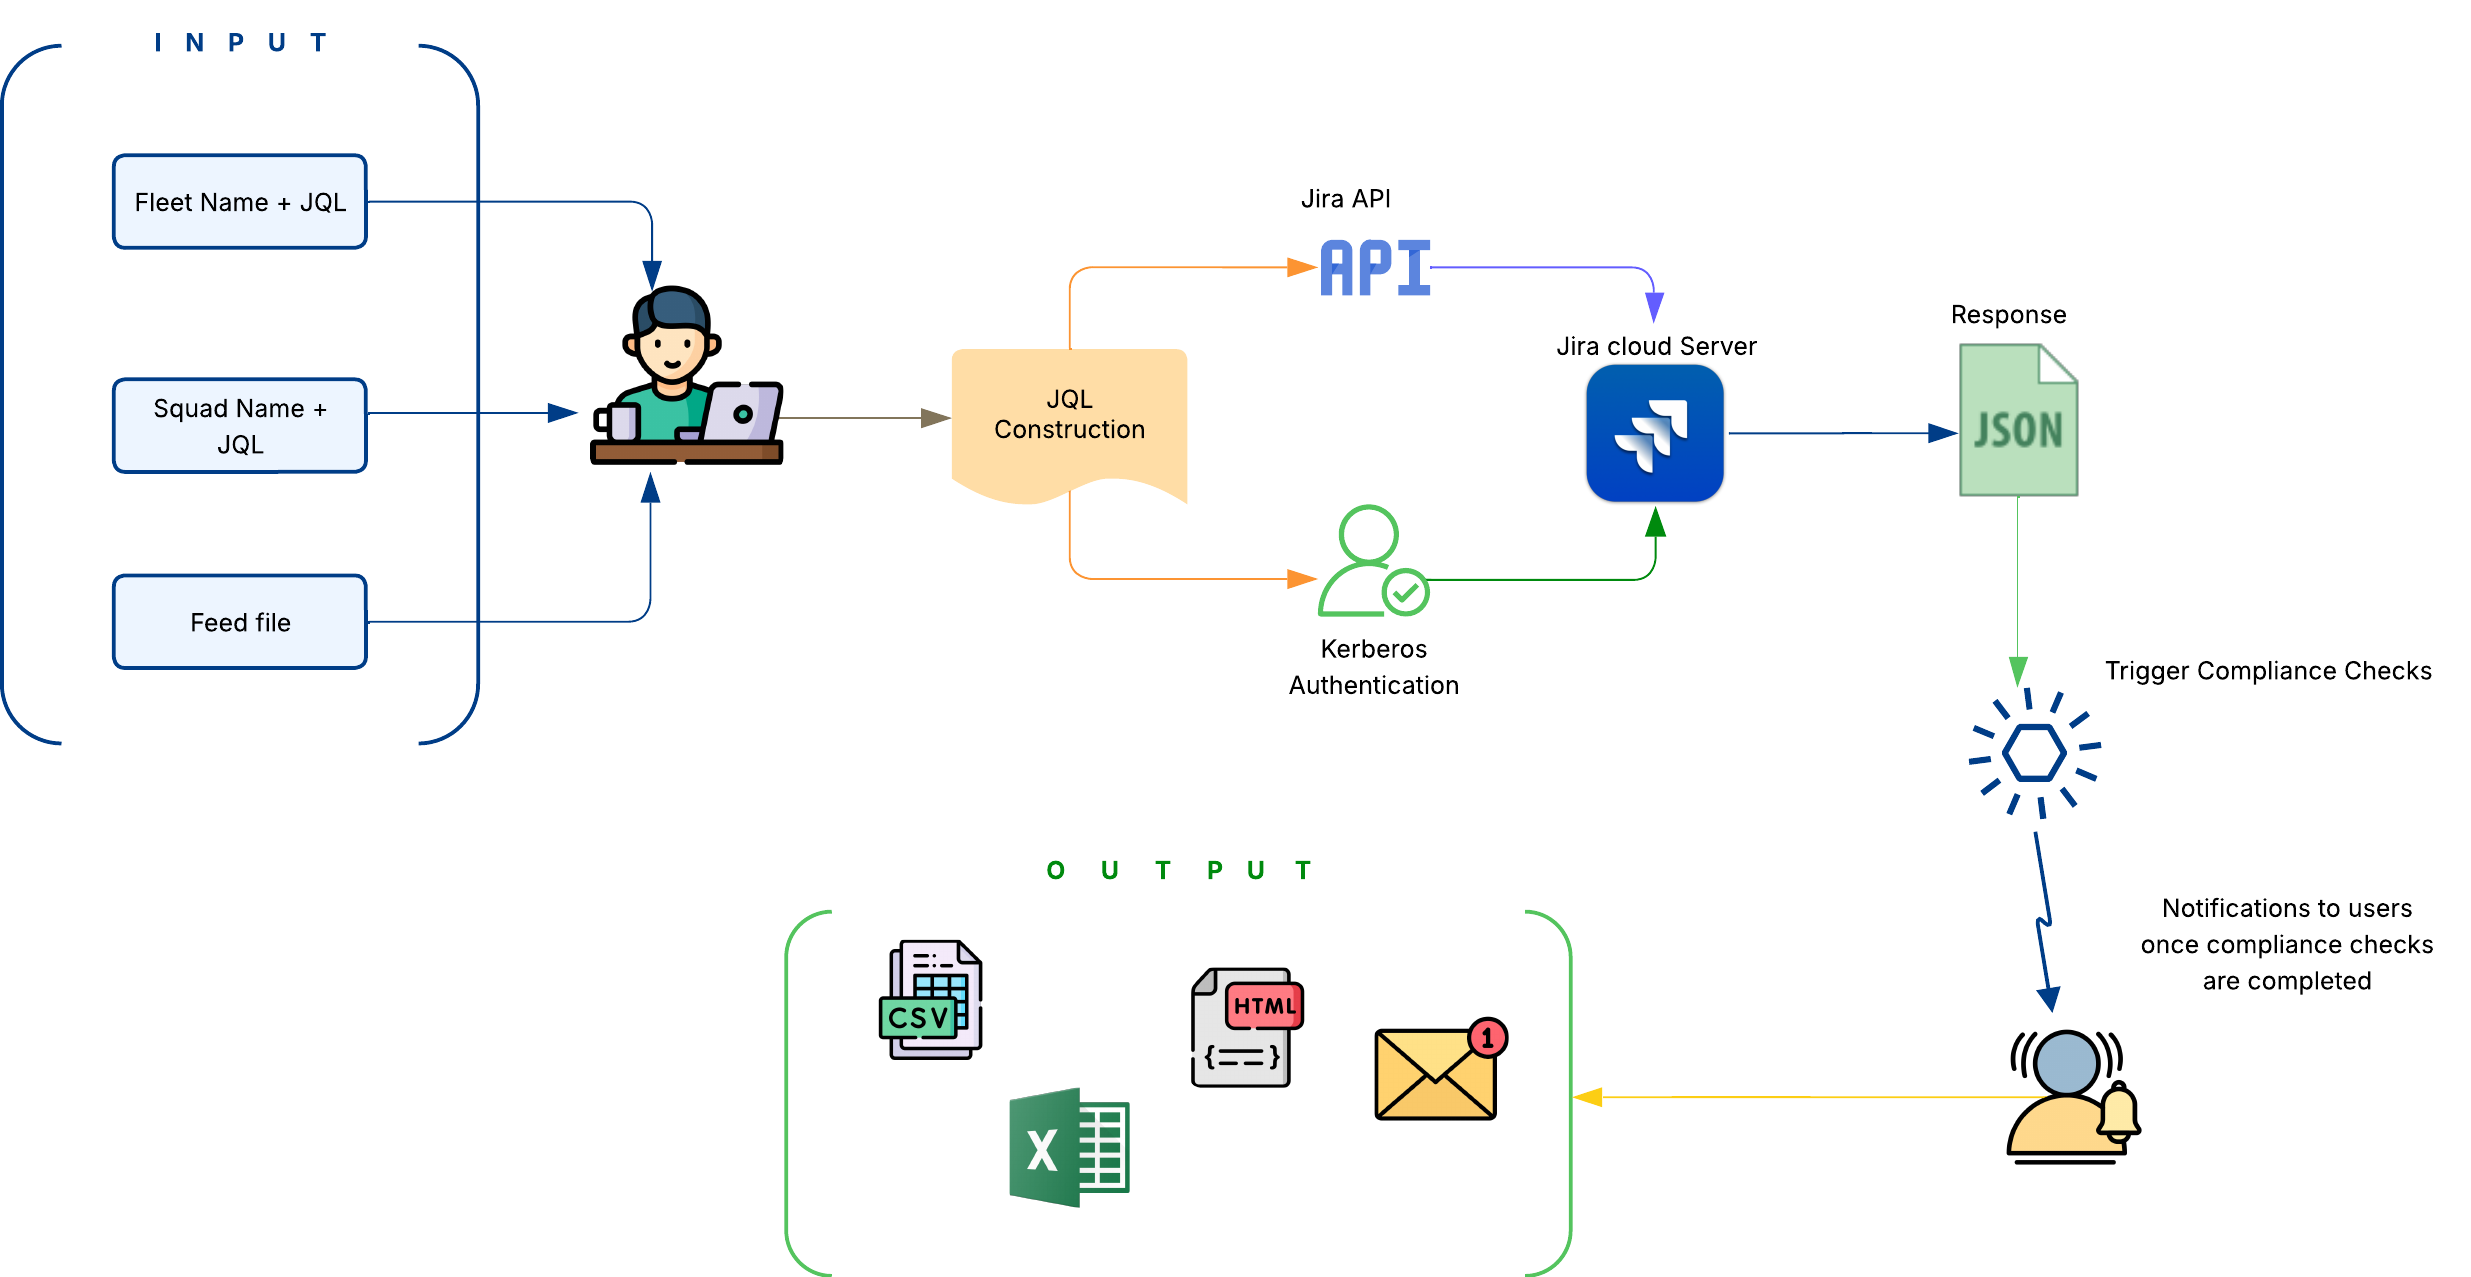 I N P U T
Fleet Name + JQL
Squad Name +
JQL
Feed file
JQL
Construction
Jira API
API
Kerberos
Authentication
Jira cloud Server
Response
JSON
Trigger Compliance Checks
Notifications to users
once compliance checks
are completed
O U T P U T
CSV
X
HTML
{ }
1